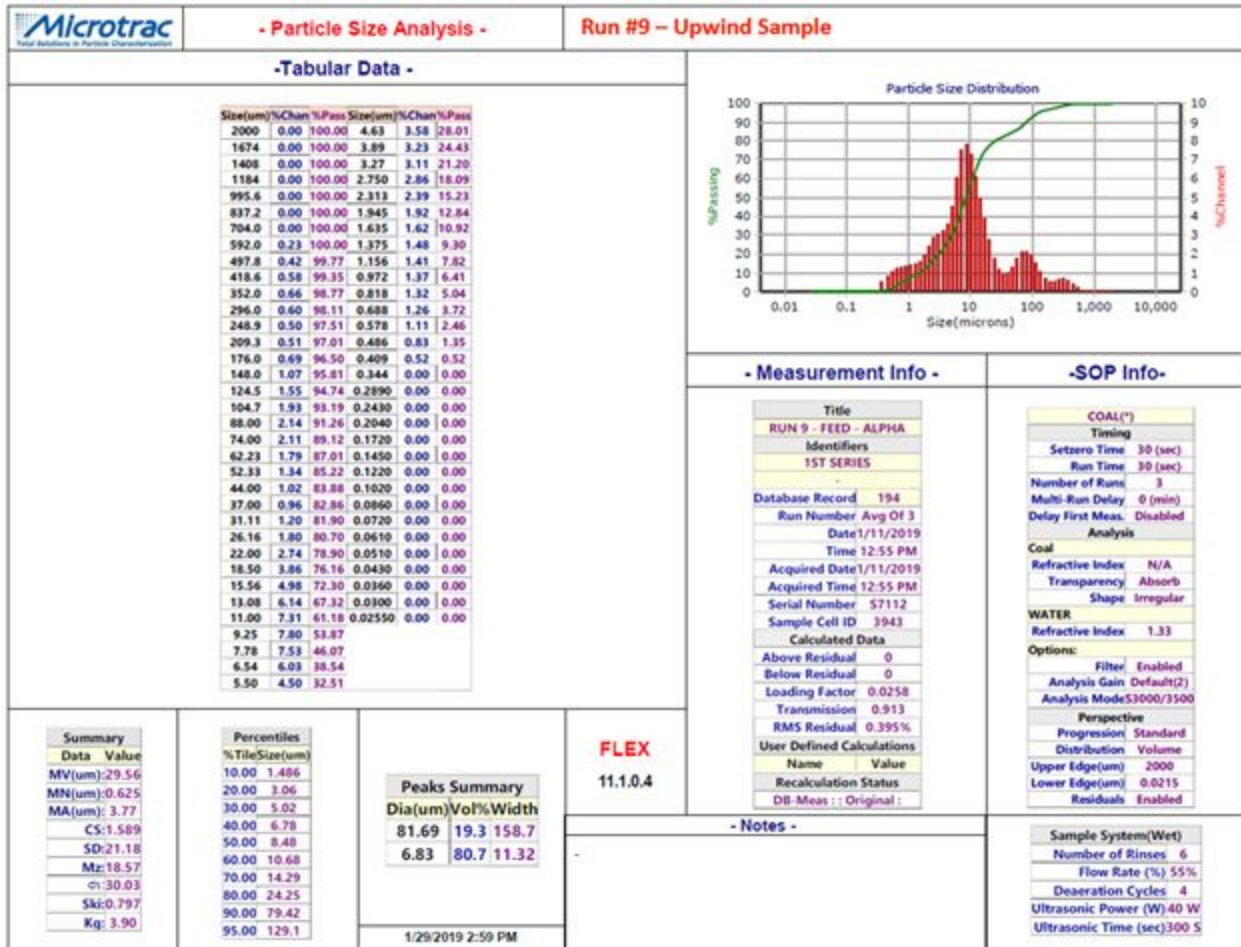 Microtrac
Total Solutions in Particle Characterization
- Particle Size Analysis -
Run #9 – Upwind Sample
-Tabular Data -
Size(um) %Chan %Pass Size(um) %Chan %Pass
2000 0.00 100.00 4.63 3.58 28.01
1674 0.00 100.00 3.89 3.23 24.43
1408 0.00 100.00 3.27 3.11 21.20
1184 0.00 100.00 2.750 2.86 18.09
995.6 0.00 100.00 2.313 2.39 15.23
837.2 0.00 100.00 1.945 1.92 12.84
704.0 0.00 100.00 1.635 1.62 10.92
592.0 0.23 100.00 1.375 1.48 9.30
497.8 0.42 99.77 1.156 1.41 7.82
418.6 0.58 99.35 0.972 1.37 6.41
352.0 0.66 98.77 0.818 1.32 5.04
296.0 0.60 98.11 0.688 1.26 3.72
248.9 0.50 97.51 0.578 1.11 2.46
209.3 0.51 97.01 0.486 0.83 1.35
176.0 0.69 96.50 0.409 0.52 0.52
148.0 1.07 95.81 0.344 0.00 0.00
124.5 1.55 94.74 0.2890 0.00 0.00
104.7 1.93 93.19 0.2430 0.00 0.00
88.00 2.14 91.26 0.2040 0.00 0.00
74.00 2.11 89.12 0.1720 0.00 0.00
62.23 1.79 87.01 0.1450 0.00 0.00
52.33 1.34 85.22 0.1220 0.00 0.00
44.00 1.02 83.88 0.1020 0.00 0.00
37.00 0.96 82.86 0.0860 0.00 0.00
31.11 1.20 81.90 0.0720 0.00 0.00
26.16 1.80 80.70 0.0610 0.00 0.00
22.00 2.74 78.90 0.0510 0.00 0.00
18.50 3.86 76.16 0.0430 0.00 0.00
15.56 4.98 72.30 0.0360 0.00 0.00
13.08 6.14 67.32 0.0300 0.00 0.00
11.00 7.31 61.18 0.02550 0.00 0.00
9.25 7.80 53.87
7.78 7.53 46.07
6.54 6.03 38.54
5.50 4.50 32.51
Particle Size Distribution
%Passing
100
90
80
70
60
50
40
30
20
10
0
10
9
8
7
6
5
4
3
2
1
0
%Channel
0.01 0.1 1 10 100 1,000 10,000
Size(microns)
- Measurement Info -
Title
RUN 9 - FEED - ALPHA
Identifiers
1ST SERIES
-
Database Record 194
Run Number Avg Of 3
Date 1/11/2019
Time 12:55 PM
Acquired Date 1/11/2019
Acquired Time 12:55 PM
Serial Number S7112
Sample Cell ID 3943
Calculated Data
Above Residual 0
Below Residual 0
Loading Factor 0.0258
Transmission 0.913
RMS Residual 0.395%
User Defined Calculations
Name Value
Recalculation Status
DB-Meas : : Original :
-SOP Info-
COAL(*)
Timing
Setzero Time 30 (sec)
Run Time 30 (sec)
Number of Runs 3
Multi-Run Delay 0 (min)
Delay First Meas. Disabled
Analysis
Coal
Refractive Index N/A
Transparency Absorb
Shape Irregular
WATER
Refractive Index 1.33
Options:
Filter Enabled
Analysis Gain Default(2)
Analysis Mode S3000/3500
Perspective
Progression Standard
Distribution Volume
Upper Edge(um) 2000
Lower Edge(um) 0.0215
Residuals Enabled
Summary
Data Value
MV(um): 29.56
MN(um): 0.625
MA(um): 3.77
CS: 1.589
SD: 21.18
Mz: 18.57
σ1: 30.03
Ski: 0.797
Kg: 3.90
Percentiles
%Tile Size(um)
10.00 1.486
20.00 3.06
30.00 5.02
40.00 6.78
50.00 8.48
60.00 10.68
70.00 14.29
80.00 24.25
90.00 79.42
95.00 129.1
Peaks Summary
Dia(um) Vol% Width
81.69 19.3 158.7
6.83 80.7 11.32
1/29/2019 2:59 PM
FLEX
11.1.0.4
- Notes -
-
Sample System(Wet)
Number of Rinses 6
Flow Rate (%) 55%
Deaeration Cycles 4
Ultrasonic Power (W) 40 W
Ultrasonic Time (sec) 300 S